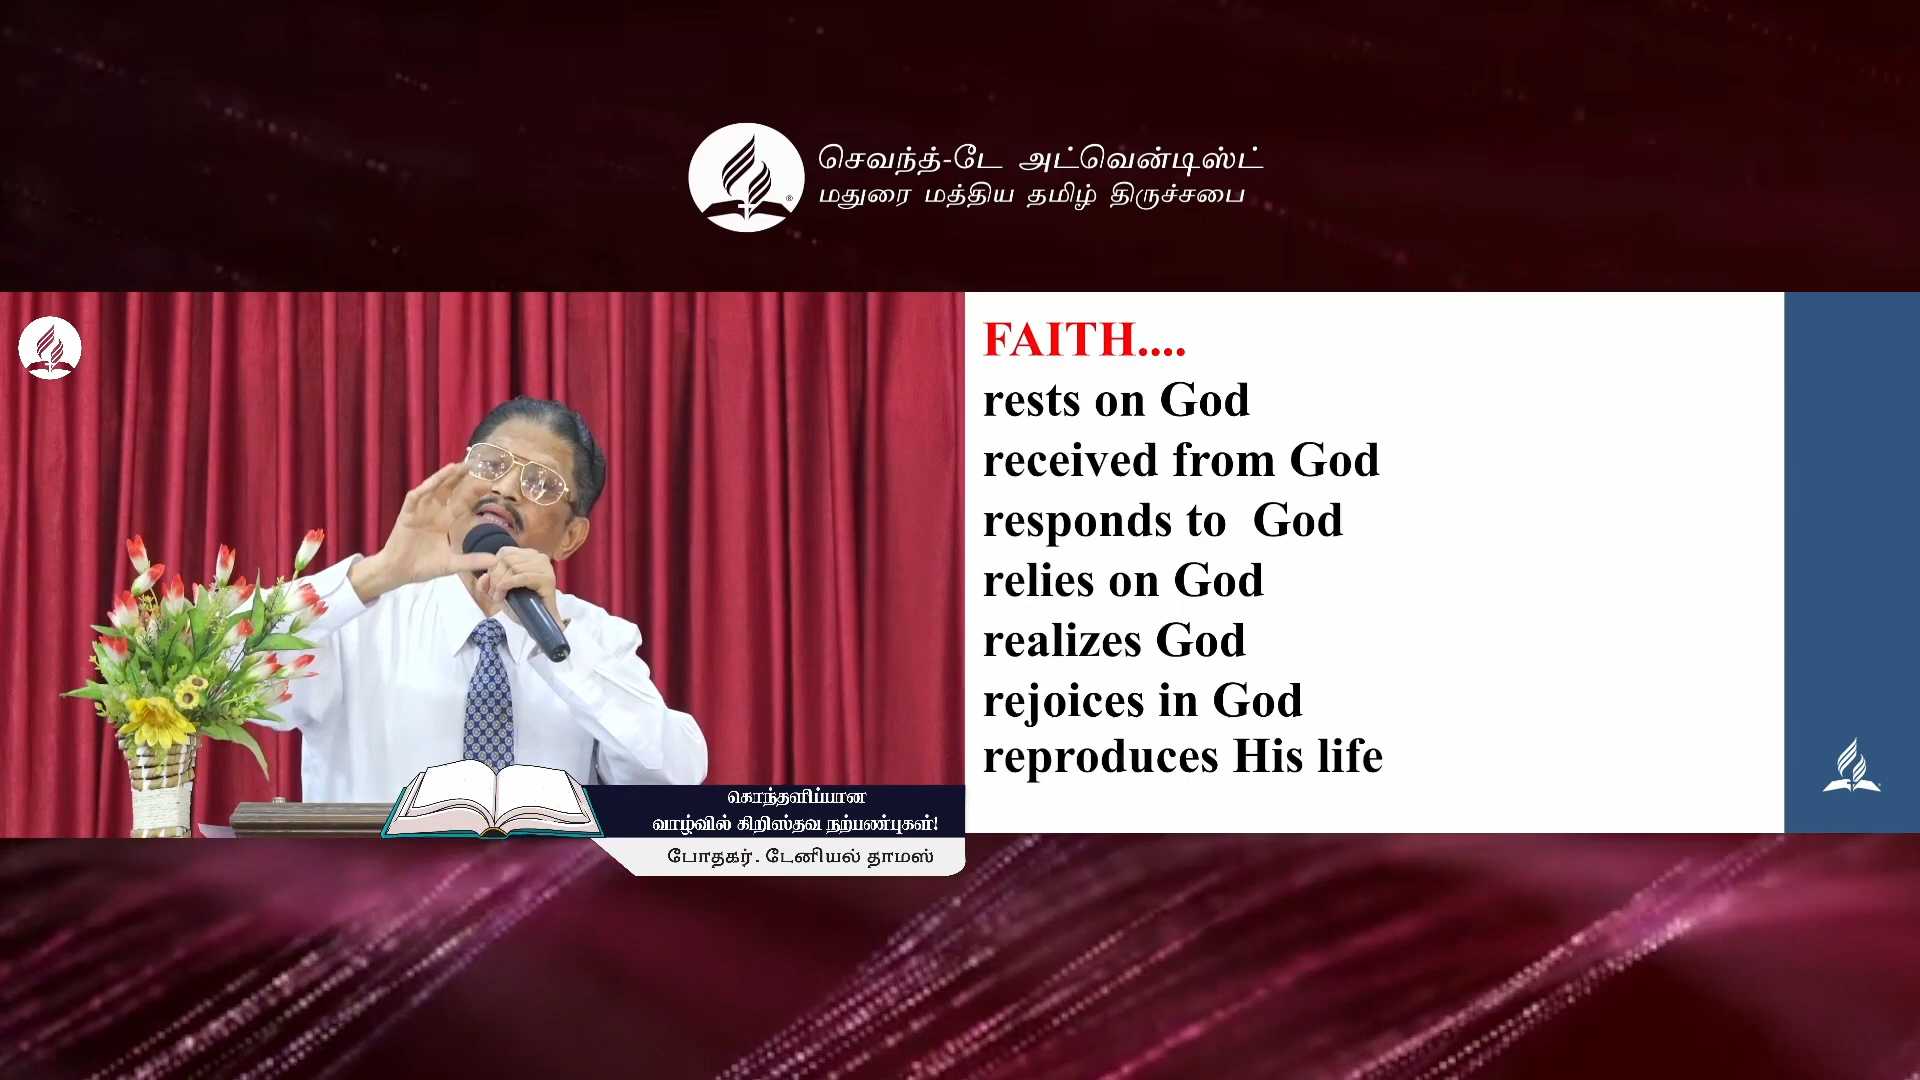 செவந்த்-டே அட்வென்டிஸ்ட்
மதுரை மத்திய தமிழ் திருச்சபை
FAITH....
rests on God
received from God
responds to God
relies on God
realizes God
rejoices in God
reproduces His life
கொந்தளிப்பான
வாழ்வில் கிறிஸ்தவ நற்பண்புகள்!
போதகர். டேனியல் தாமஸ்